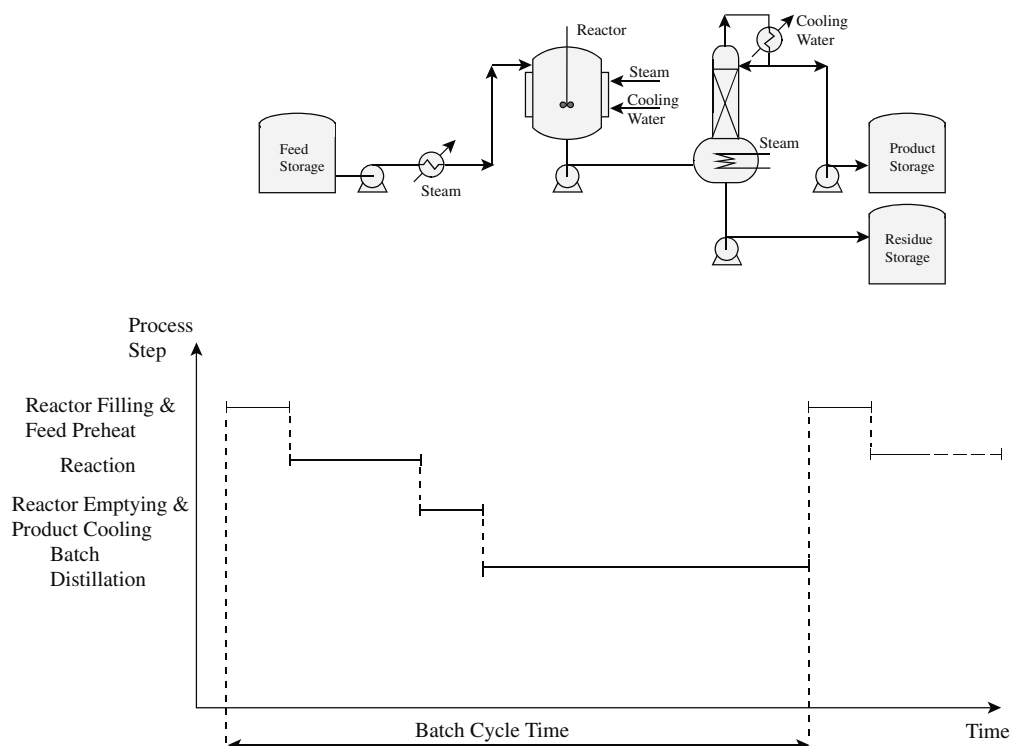 Cooling
Water
Reactor
Steam
Cooling
Water
Feed
Storage
Steam
Steam
Product
Storage
Residue
Storage
Process
Step
Reactor Filling &
Feed Preheat
Reaction
Reactor Emptying &
Product Cooling
Batch
Distillation
Batch Cycle Time
Time